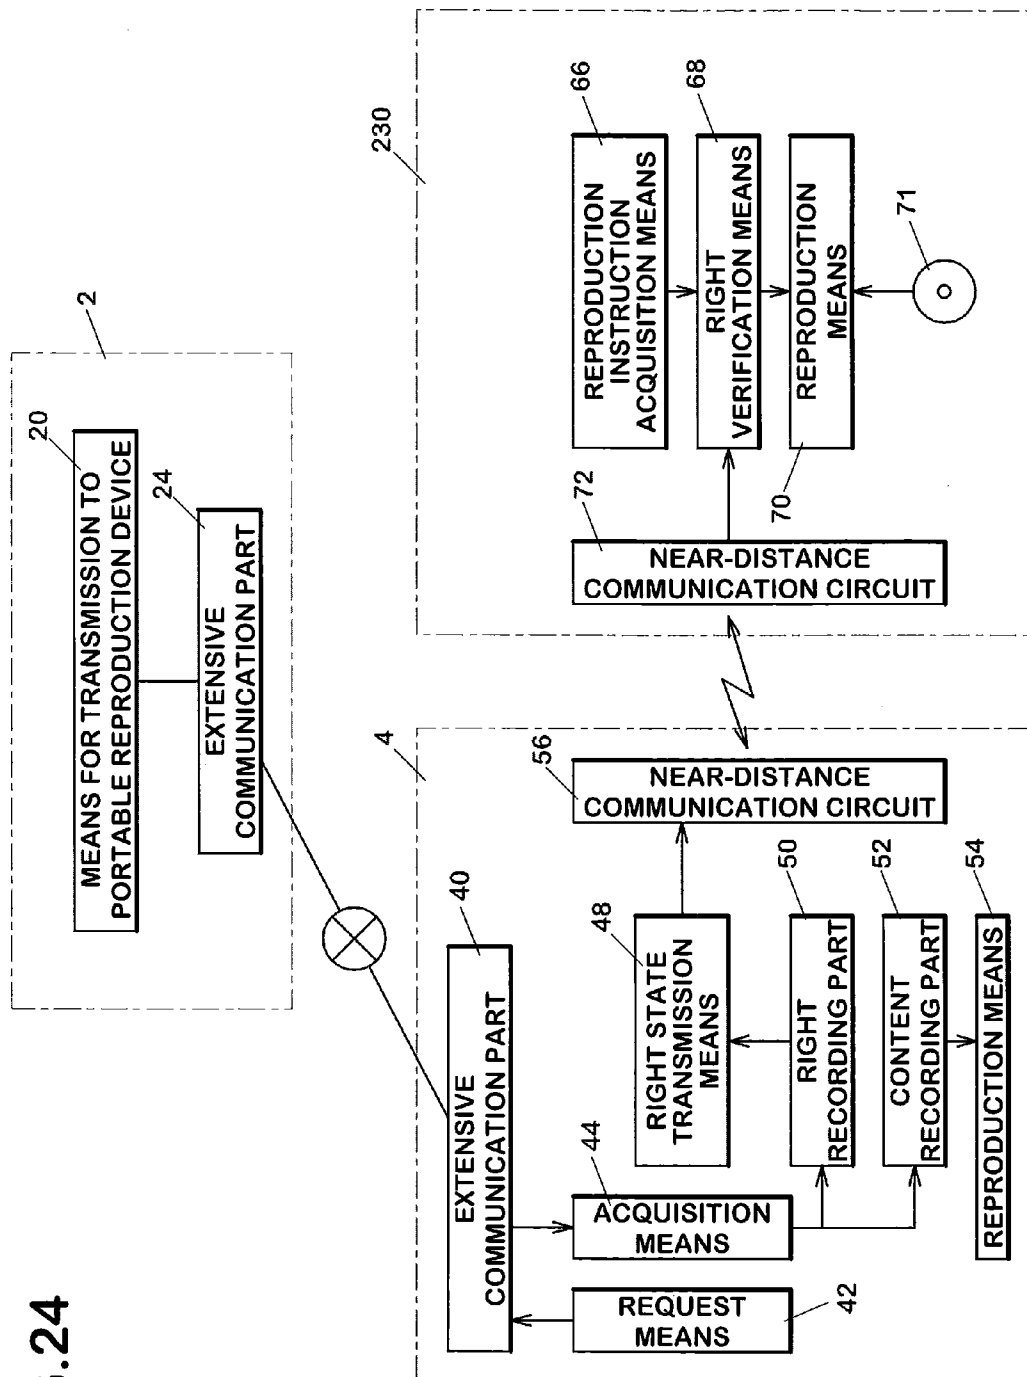 .24
2
20
MEANS FOR TRANSMISSION TO
PORTABLE REPRODUCTION DEVICE
24
EXTENSIVE
COMMUNICATION PART
4
40
EXTENSIVE
COMMUNICATION PART
44
ACQUISITION
MEANS
REQUEST
MEANS
42
48
RIGHT STATE
TRANSMISSION
MEANS
50
RIGHT
RECORDING PART
52
CONTENT
RECORDING PART
54
REPRODUCTION MEANS
56
NEAR-DISTANCE
COMMUNICATION CIRCUIT
230
72
NEAR-DISTANCE
COMMUNICATION CIRCUIT
66
REPRODUCTION
INSTRUCTION
ACQUISITION MEANS
68
RIGHT
VERIFICATION MEANS
70
REPRODUCTION
MEANS
71